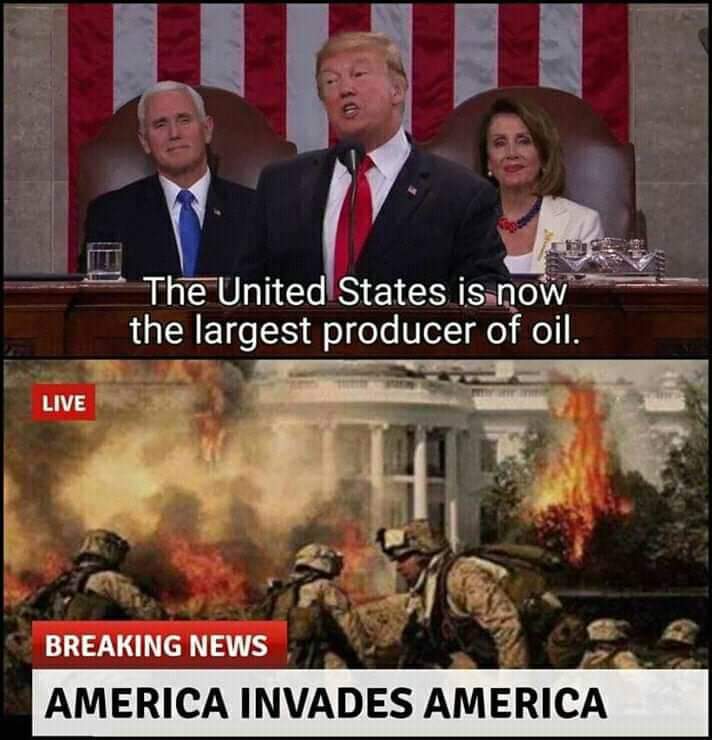 The United States is now
the largest producer of oil.
LIVE
BREAKING NEWS
AMERICA INVADES AMERICA